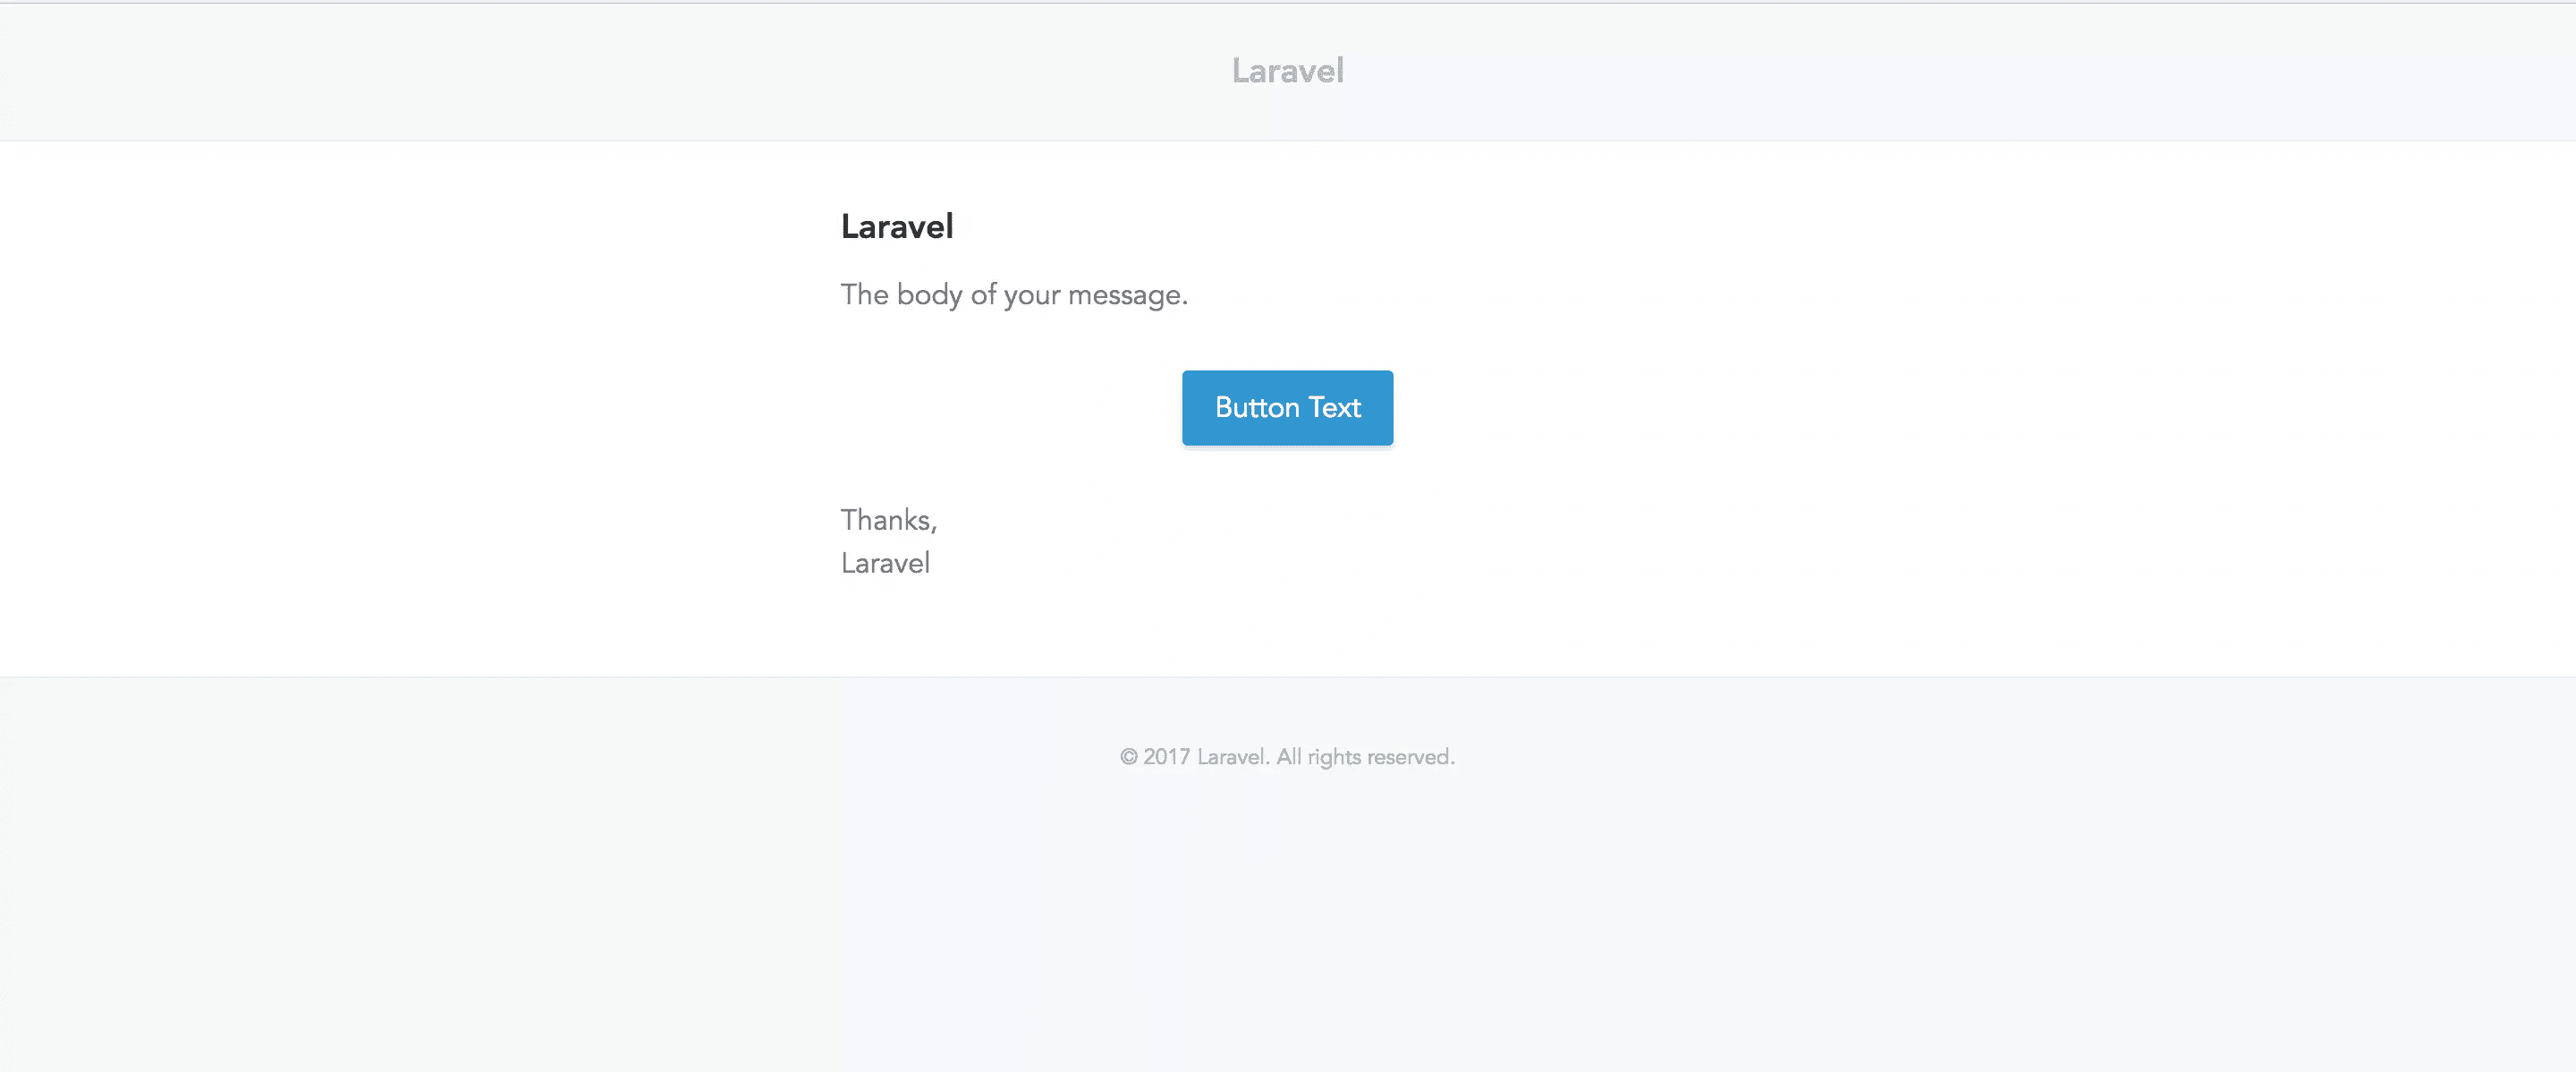 Laravel
Laravel
The body of your message.
Button Text
Thanks,
Laravel
© 2017 Laravel. All rights reserved.